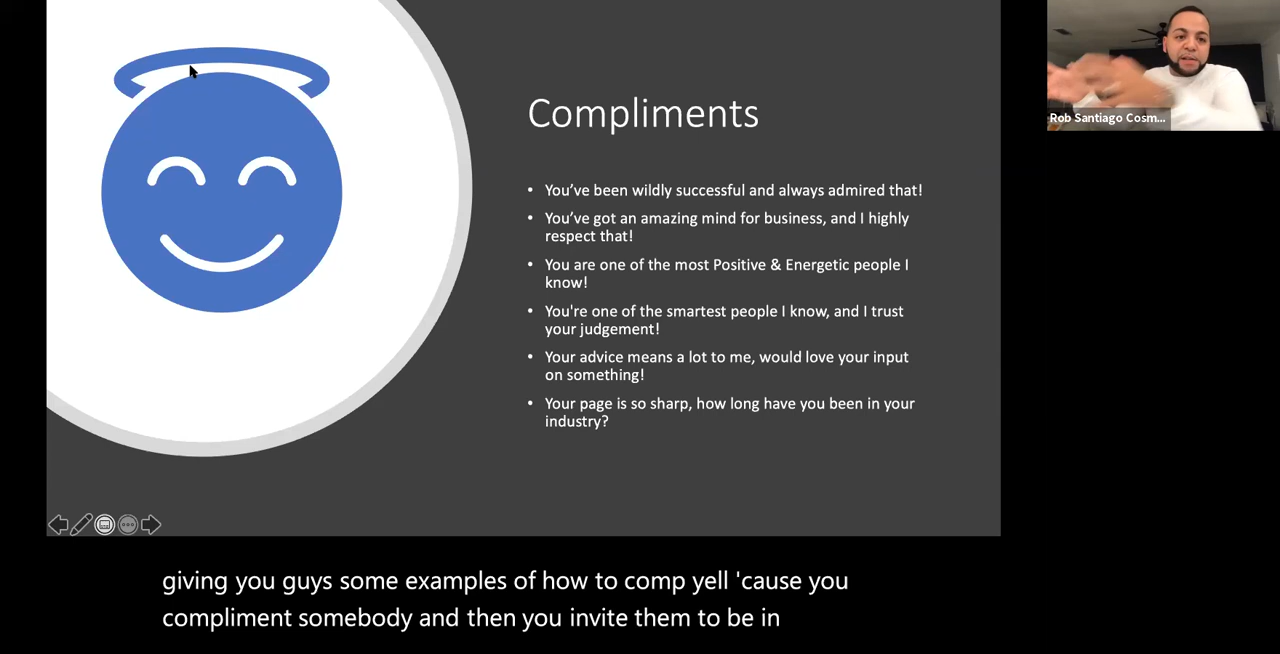 Compliments
• You've been wildly successful and always admired that!
• You've got an amazing mind for business, and I highly
respect that!
• You are one of the most Positive & Energetic people I
know!
• You're one of the smartest people I know, and I trust
your judgement!
• Your advice means a lot to me, would love your input
on something!
• Your page is so sharp, how long have you been in your
industry?
Rob Santiago Cosm...
giving you guys some examples of how to comp yell 'cause you
compliment somebody and then you invite them to be in